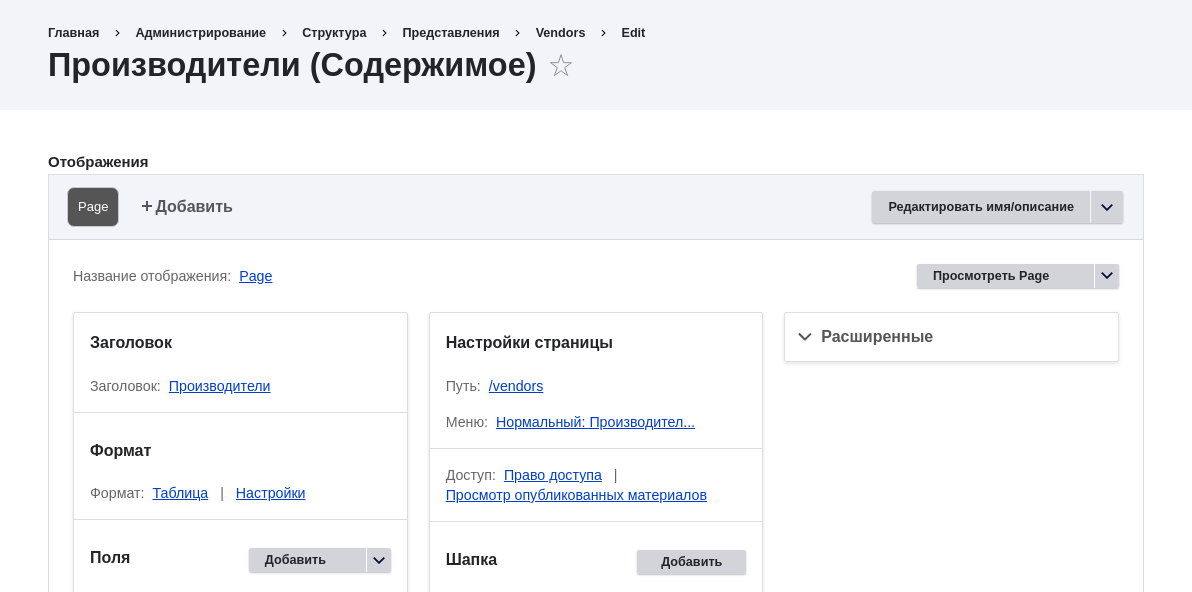 Главная Администрирование Структура Представления Vendors Edit
Производители (Содержимое)
Отображения
Page + Добавить Редактировать имя/описание
Название отображения: Page Просмотреть Page
Заголовок
Заголовок: Производители
Формат
Формат: Таблица | Настройки
Поля Добавить
Настройки страницы
Путь: /vendors
Меню: Нормальный: Производител...
Доступ: Право доступа |
Просмотр опубликованных материалов
Шапка Добавить
Расширенные